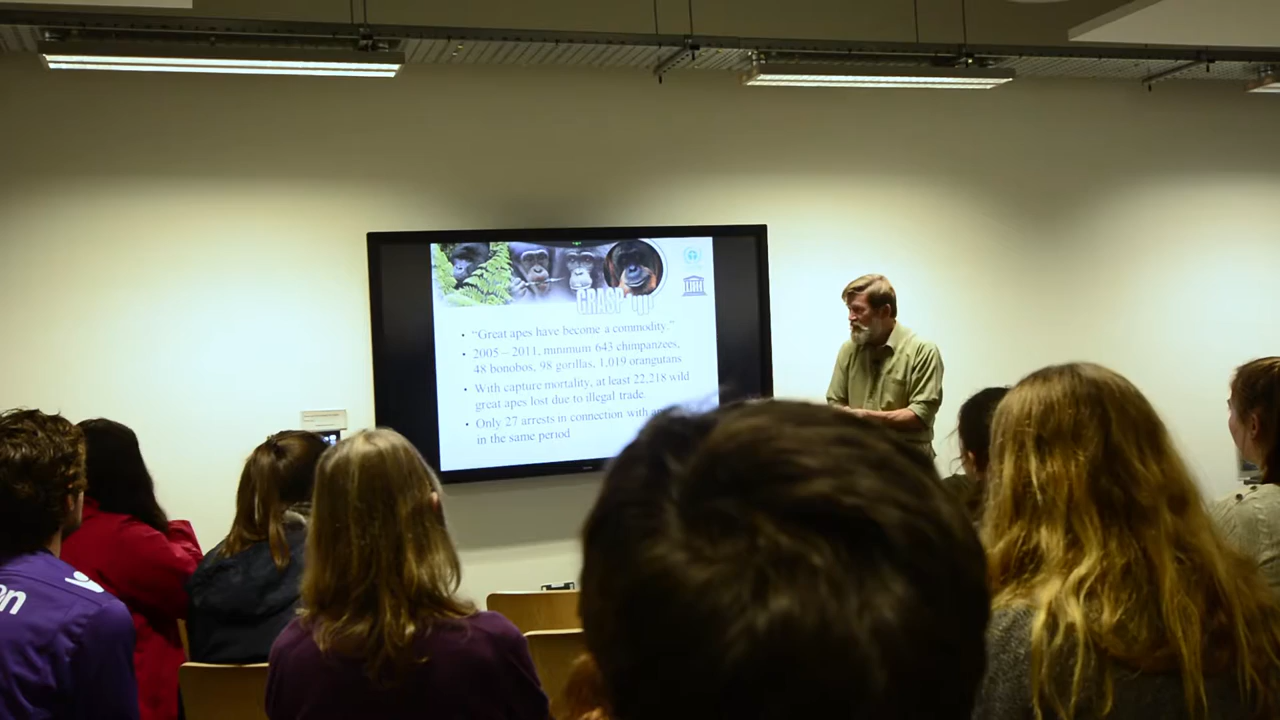 GRASP
• “Great apes have become a commodity.”
• 2005 – 2011, minimum 643 chimpanzees,
48 bonobos, 98 gorillas, 1,019 orangutans
• With capture mortality, at least 22,218 wild
great apes lost due to illegal trade.
• Only 27 arrests in connection with
in the same period
on